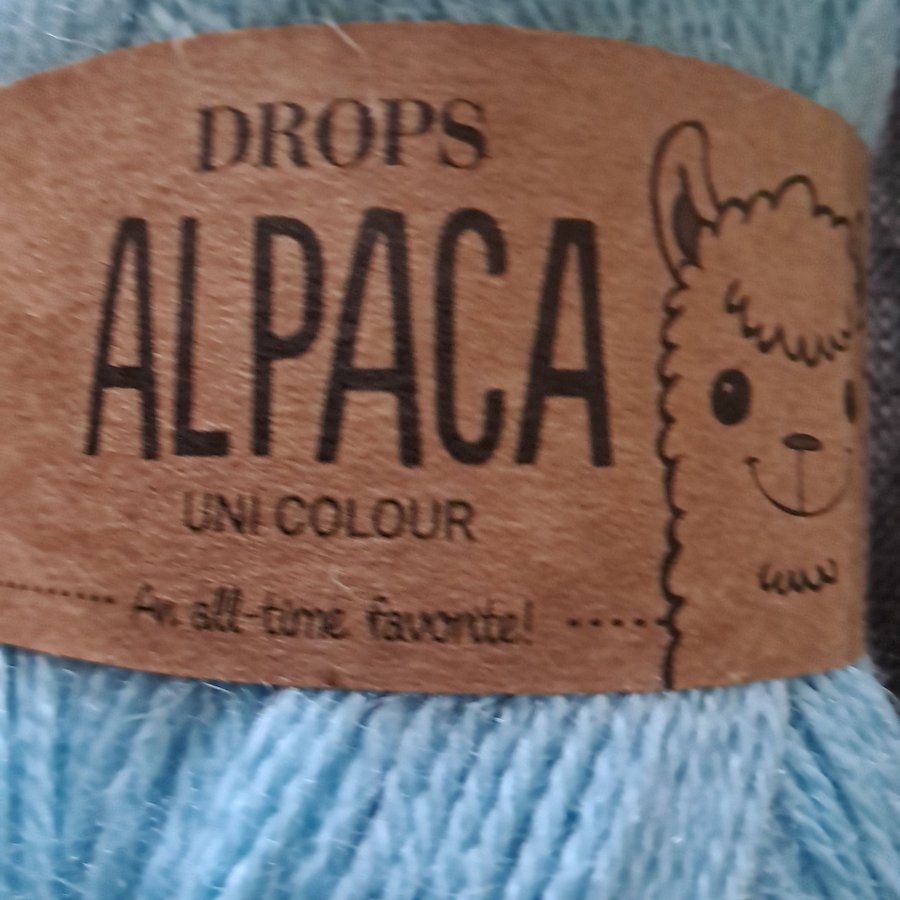 DROPS
ALPACA
UNI COLOUR
An all-time favorite!